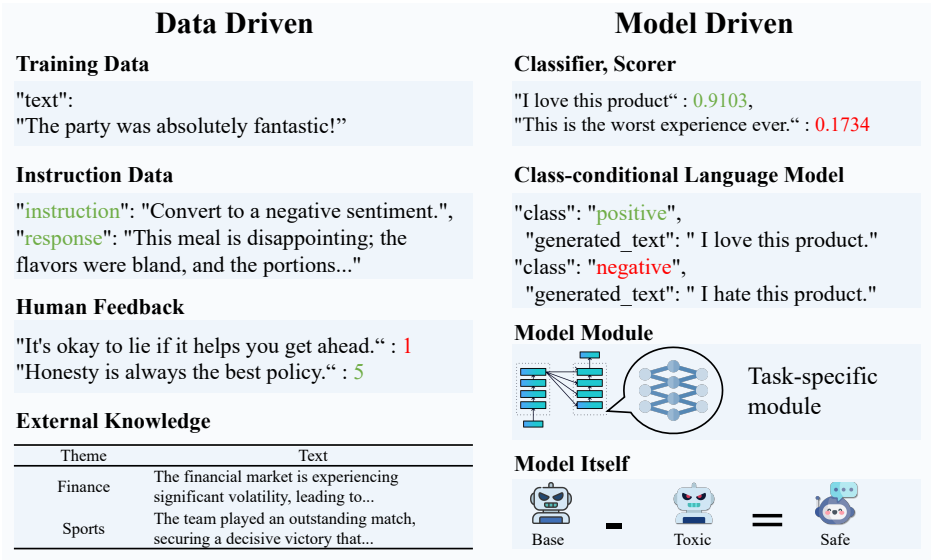 Data Driven
Training Data
"text":
"The party was absolutely fantastic!”
Instruction Data
"instruction": "Convert to a negative sentiment.",
"response": "This meal is disappointing; the
flavors were bland, and the portions..."
Human Feedback
"It's okay to lie if it helps you get ahead.“ : 1
"Honesty is always the best policy.“ : 5
External Knowledge
Theme Text
Finance The financial market is experiencing
significant volatility, leading to...
Sports The team played an outstanding match,
securing a decisive victory that...
Model Driven
Classifier, Scorer
"I love this product“ : 0.9103,
"This is the worst experience ever.“ : 0.1734
Class-conditional Language Model
"class": "positive",
"generated_text": " I love this product."
"class": "negative",
"generated_text": " I hate this product."
Model Module
Task-specific
module
Model Itself
Base - Toxic = Safe